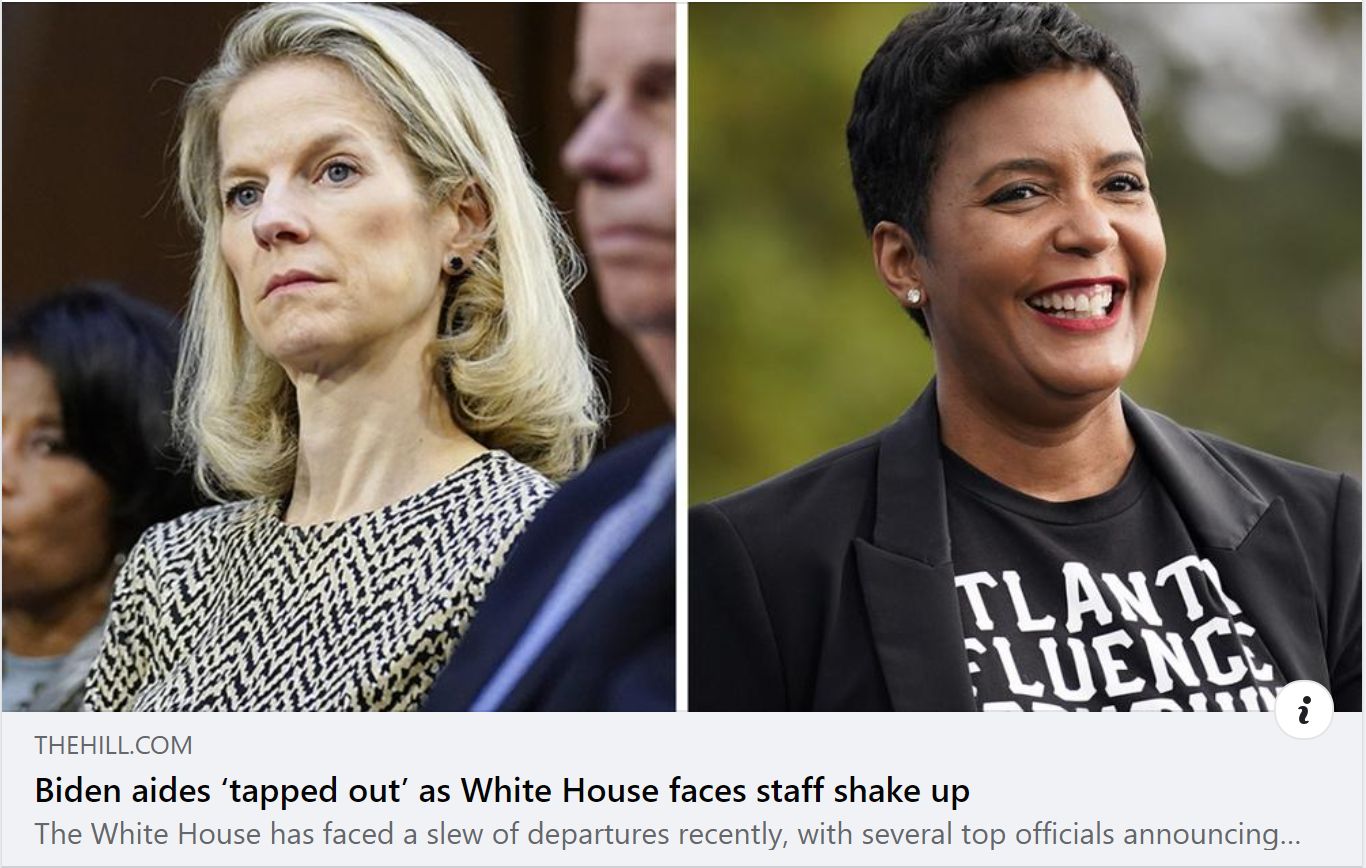 TLANT
FLUENC
THEHILL.COM
Biden aides ‘tapped out’ as White House faces staff shake up
The White House has faced a slew of departures recently, with several top officials announcing...